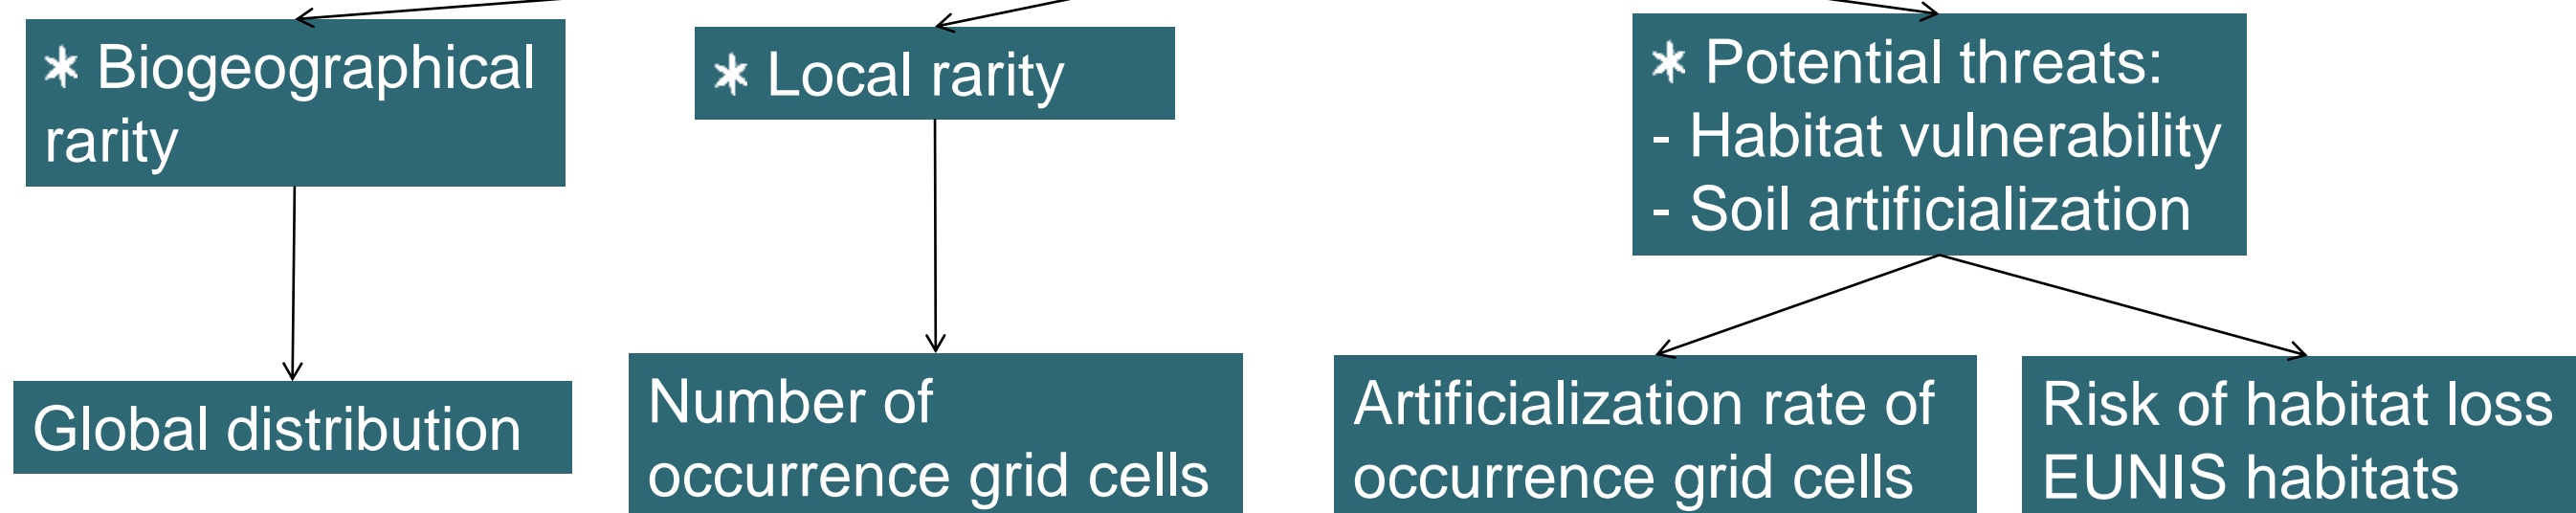 * Biogeographical
rarity
* Local rarity
* Potential threats:
- Habitat vulnerability
- Soil artificialization
Global distribution
Number of
occurrence grid cells
Artificialization rate of
occurrence grid cells
Risk of habitat loss
EUNIS habitats